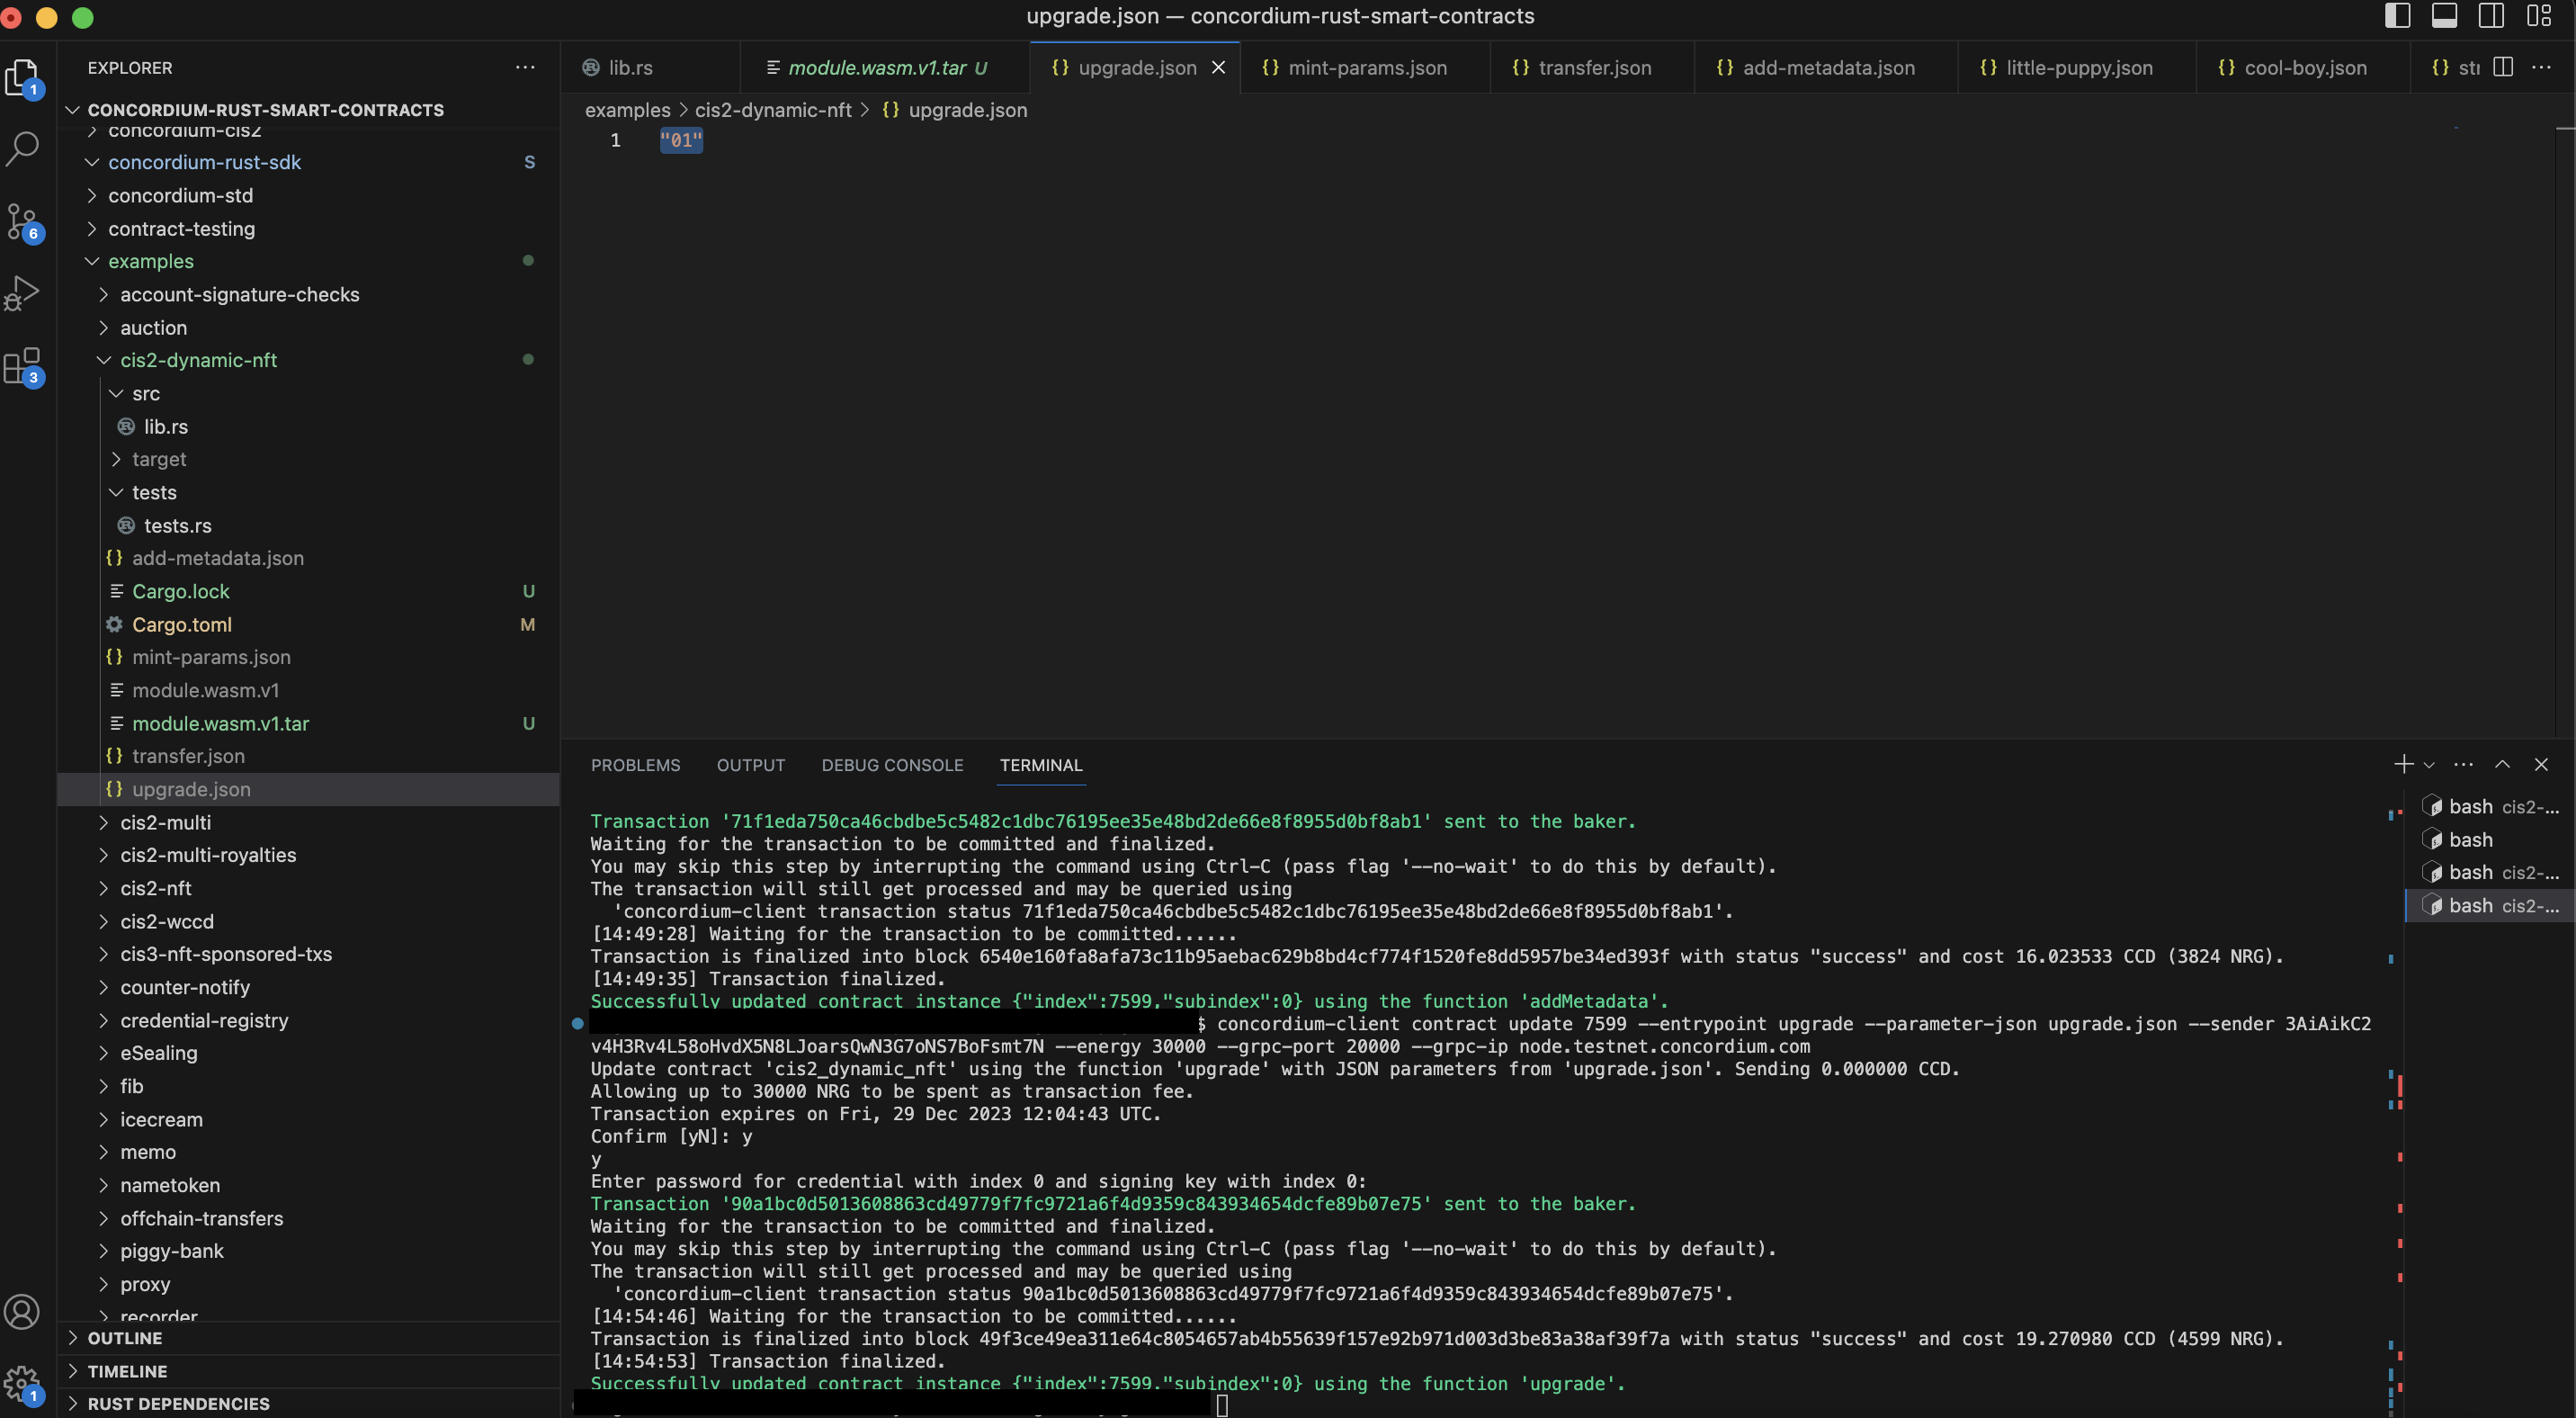 upgrade.json — concordium-rust-smart-contracts
EXPLORER
lib.rs
module.wasm.v1.tar U
upgrade.json
mint-params.json
transfer.json
add-metadata.json
little-puppy.json
cool-boy.json
1
CONCORDIUM-RUST-SMART-CONTRACTS
examples > cis2-dynamic-nft > {} upgrade.json
concordium-cis2
1 "01"
concordium-rust-sdk S
concordium-std
6
contract-testing
examples
account-signature-checks
auction
cis2-dynamic-nft
3
src
lib.rs
target
tests
tests.rs
add-metadata.json
Cargo.lock U
Cargo.toml M
mint-params.json
module.wasm.v1
module.wasm.v1.tar U
transfer.json
upgrade.json
cis2-multi
cis2-multi-royalties
cis2-nft
cis2-wccd
cis3-nft-sponsored-txs
counter-notify
credential-registry
eSealing
fib
icecream
memo
nametoken
offchain-transfers
piggy-bank
proxy
recorder
OUTLINE
TIMELINE
1
RUST DEPENDENCIES
PROBLEMS OUTPUT DEBUG CONSOLE TERMINAL
Transaction '71f1eda750ca46cbdbe5c5482c1dbc76195ee35e48bd2de66e8f8955d0bf8ab1' sent to the baker.
Waiting for the transaction to be committed and finalized.
You may skip this step by interrupting the command using Ctrl-C (pass flag '--no-wait' to do this by default).
The transaction will still get processed and may be queried using
'concordium-client transaction status 71f1eda750ca46cbdbe5c5482c1dbc76195ee35e48bd2de66e8f8955d0bf8ab1'.
[14:49:28] Waiting for the transaction to be committed......
Transaction is finalized into block 6540e160fa8afa73c11b95aebac629b8bd4cf774f1520fe8dd5957be34ed393f with status "success" and cost 16.023533 CCD (3824 NRG).
[14:49:35] Transaction finalized.
Successfully updated contract instance {"index":7599,"subindex":0} using the function 'addMetadata'.
$ concordium-client contract update 7599 --entrypoint upgrade --parameter-json upgrade.json --sender 3AiAikC2
v4H3Rv4L58oHvdX5N8LJoarsQwN3G7oNS7BoFsmt7N --energy 30000 --grpc-port 20000 --grpc-ip node.testnet.concordium.com
Update contract 'cis2_dynamic_nft' using the function 'upgrade' with JSON parameters from 'upgrade.json'. Sending 0.000000 CCD.
Allowing up to 30000 NRG to be spent as transaction fee.
Transaction expires on Fri, 29 Dec 2023 12:04:43 UTC.
Confirm [yN]: y
y
Enter password for credential with index 0 and signing key with index 0:
Transaction '90a1bc0d5013608863cd49779f7fc9721a6f4d9359c843934654dcfe89b07e75' sent to the baker.
Waiting for the transaction to be committed and finalized.
You may skip this step by interrupting the command using Ctrl-C (pass flag '--no-wait' to do this by default).
The transaction will still get processed and may be queried using
'concordium-client transaction status 90a1bc0d5013608863cd49779f7fc9721a6f4d9359c843934654dcfe89b07e75'.
[14:54:46] Waiting for the transaction to be committed......
Transaction is finalized into block 49f3ce49ea311e64c8054657ab4b55639f157e92b971d003d3be83a38af39f7a with status "success" and cost 19.270980 CCD (4599 NRG).
[14:54:53] Transaction finalized.
Successfully updated contract instance {"index":7599,"subindex":0} using the function 'upgrade'.
bash cis2-...
bash
bash cis2-...
bash cis2-...